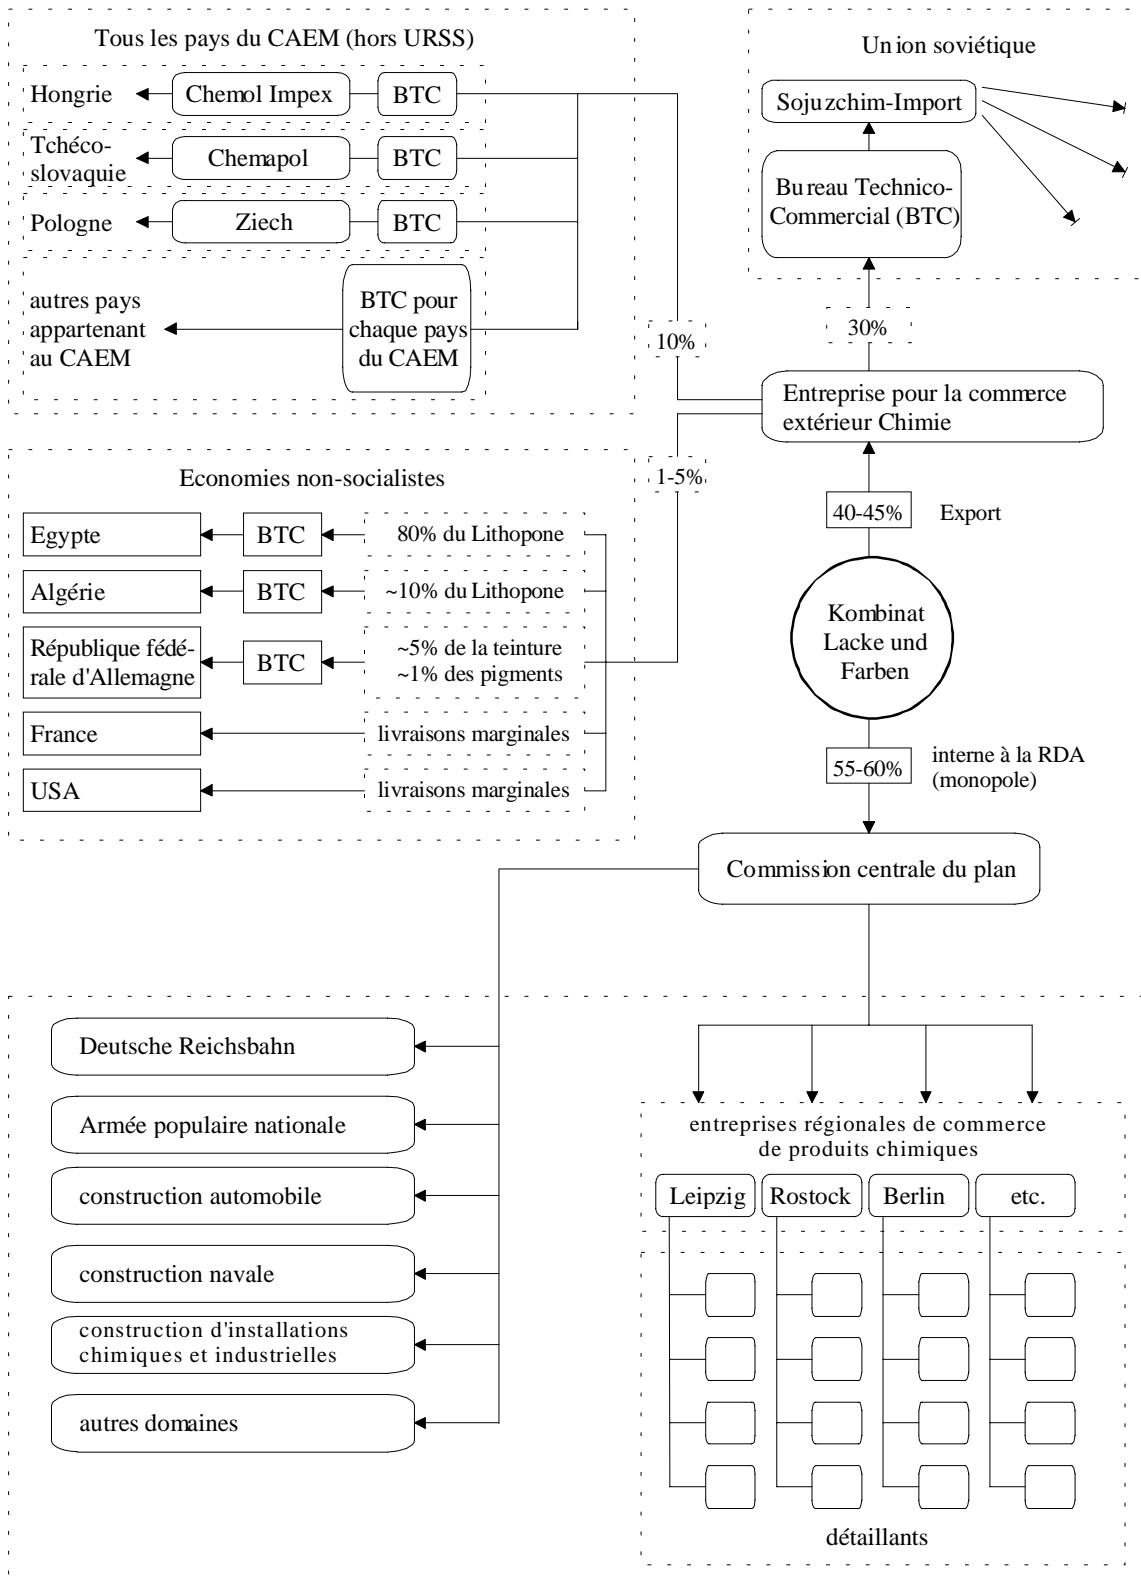 Tous les pays du CAEM (hors URSS)
Hongrie
Chemol Impex
BTC
Tchéco-
slovaquie
Chemapol
BTC
Pologne
Ziech
BTC
autres pays
appartenant
au CAEM
BTC pour
chaque pays
du CAEM
Union soviétique
Sojuzchim-Import
Bureau Technico-
Commercial (BTC)
10%
30%
Entreprise pour la commerce
extérieur Chimie
1-5%
40-45%
Export
Economies non-socialistes
Egypte
BTC
80% du Lithopone
Algérie
BTC
~10% du Lithopone
République fédé-
rale d'Allemagne
BTC
~5% de la teinture
~1% des pigments
France
livraisons marginales
USA
livraisons marginales
Kombinat
Lacke und
Farben
55-60%
interne à la RDA
(monopole)
Commission centrale du plan
Deutsche Reichsbahn
Armée populaire nationale
construction automobile
construction navale
construction d'installations
chimiques et industrielles
autres domaines
entreprises régionales de commerce
de produits chimiques
Leipzig
Rostock
Berlin
etc.
détaillants